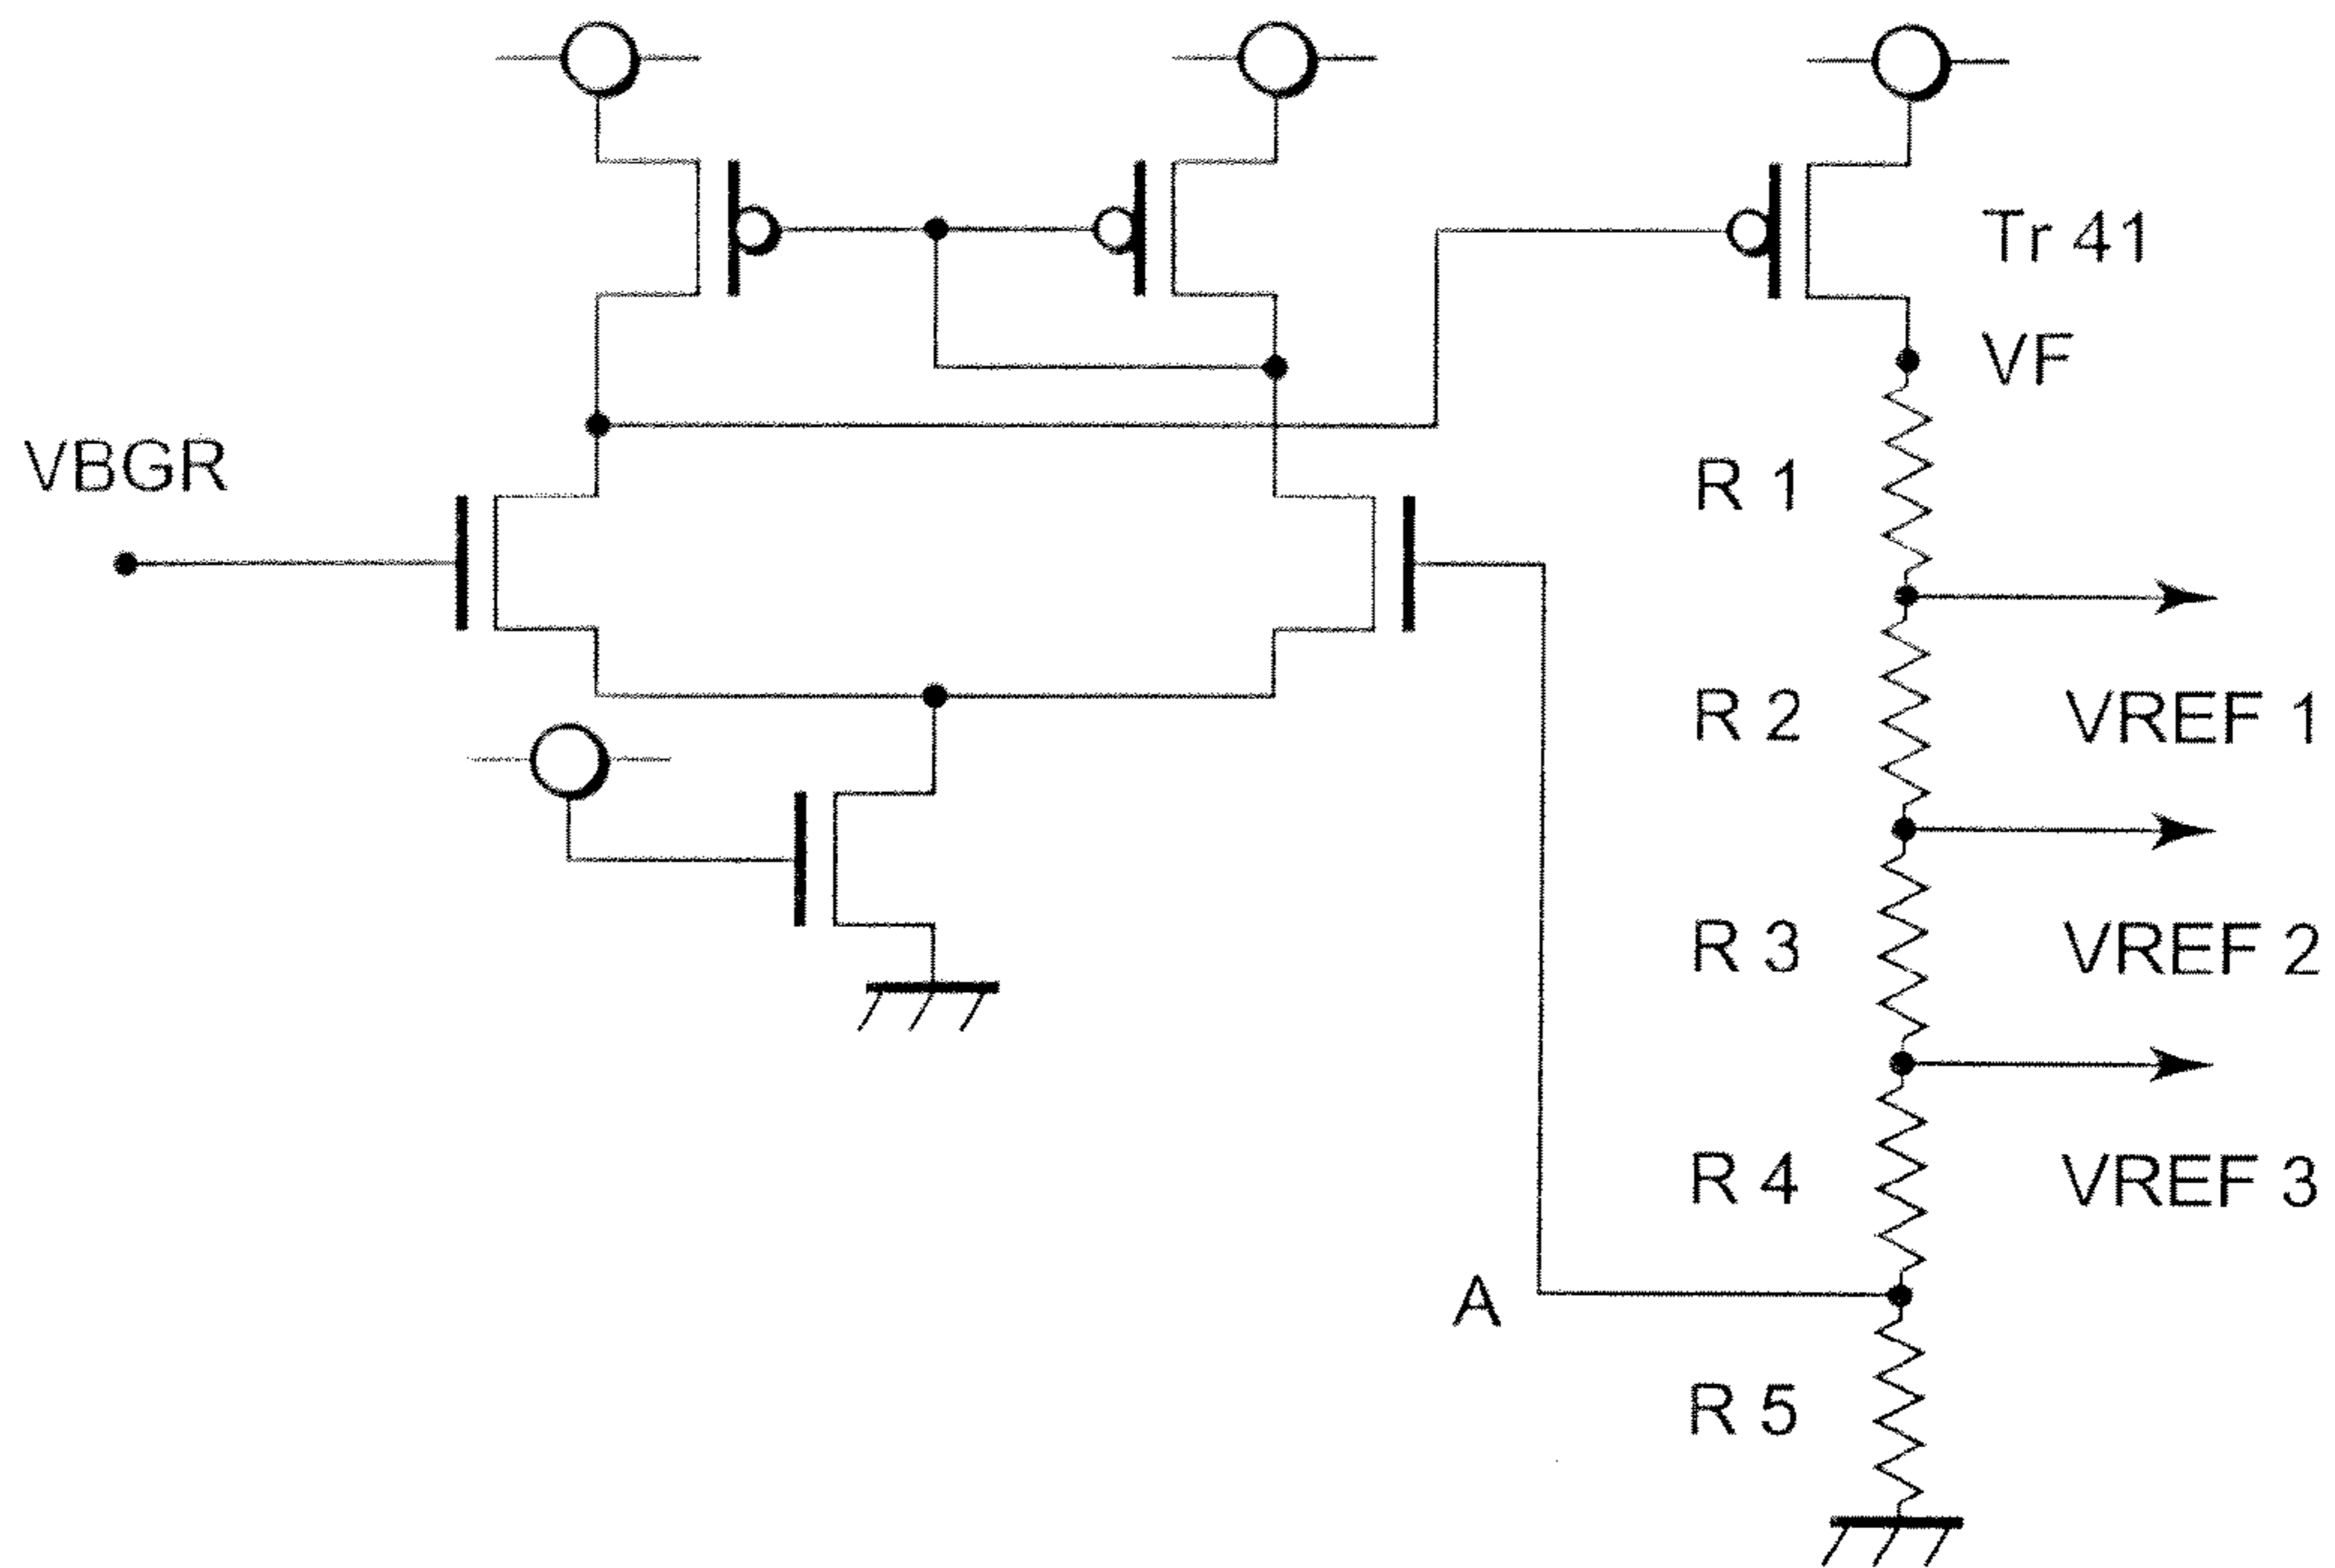 Tr 41
VF
VBGR
R 1
R 2
VREF 1
R 3
VREF 2
R 4
VREF 3
A
R 5